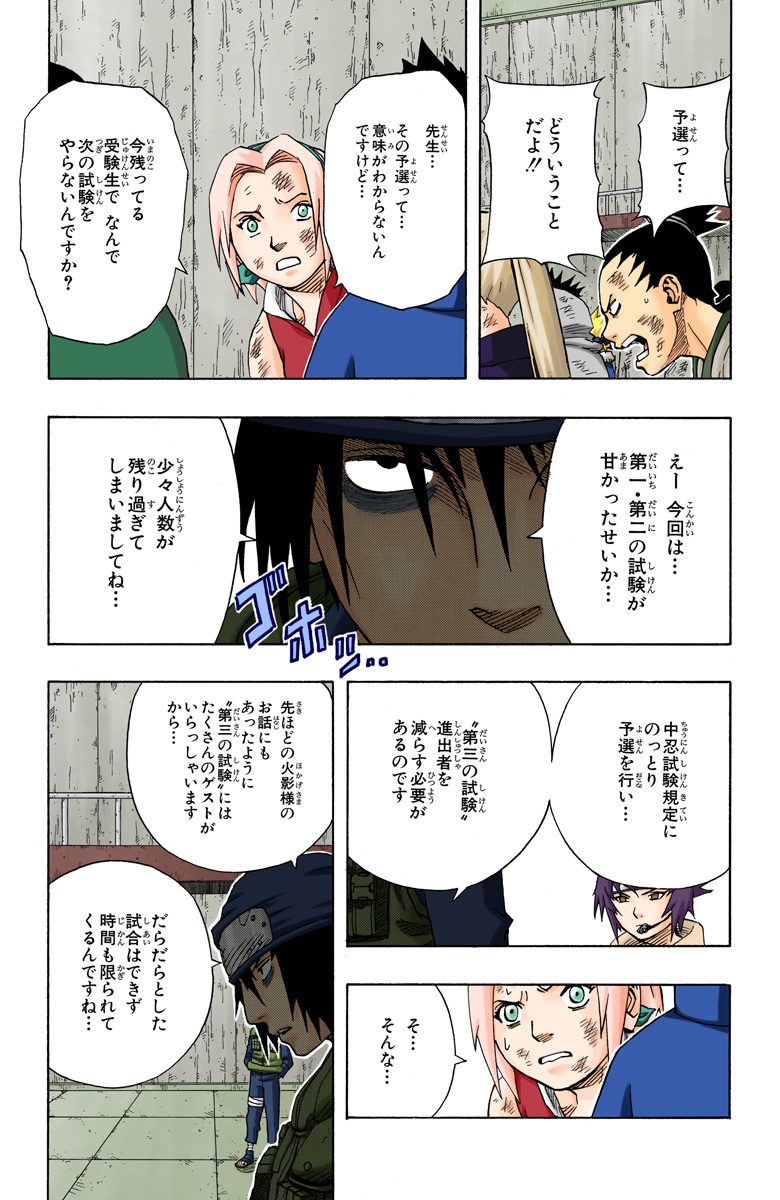 予選って…
どういうこと
だよ!!
先生…
その予選って…
意味がわからないん
ですけど…
今残ってる
受験生で なんで
次の試験を
やらないんですか?
えー 今回は…
第一・第二の試験が
甘かったせいか…
少々人数が
残り過ぎて
しまいましてね…
ゴホッ‥
中忍試験規定に
のっとり
予選を行い…
〝第三の試験〟
進出者を
減らす必要が
あるのです
先ほどの火影様の
お話にも
あったように
〝第三の試験〟には
たくさんのゲストが
いらっしゃいます
から…
だらだらとした
試合はできず
時間も限られて
くるんですね…
そ…
そんな…